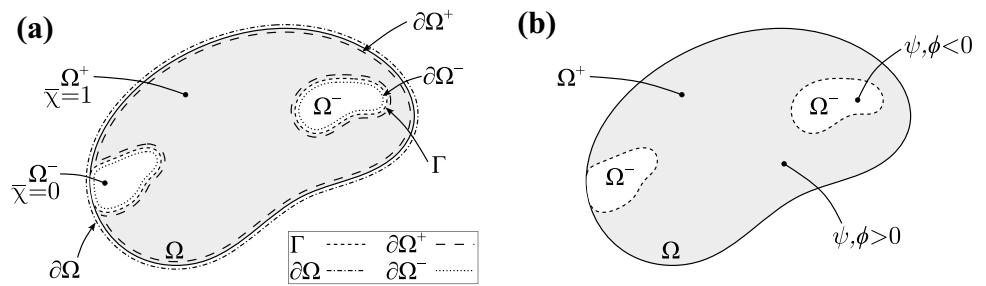 (a)
∂Ω⁺
Ω⁺
χ̅=1
∂Ω⁻
Ω⁻
Γ
Ω⁻
χ̅=0
∂Ω
Ω
Γ ∂Ω⁺
∂Ω ∂Ω⁻
(b)
ψ,ϕ<0
Ω⁺
Ω⁻
Ω⁻
ψ,ϕ>0
Ω